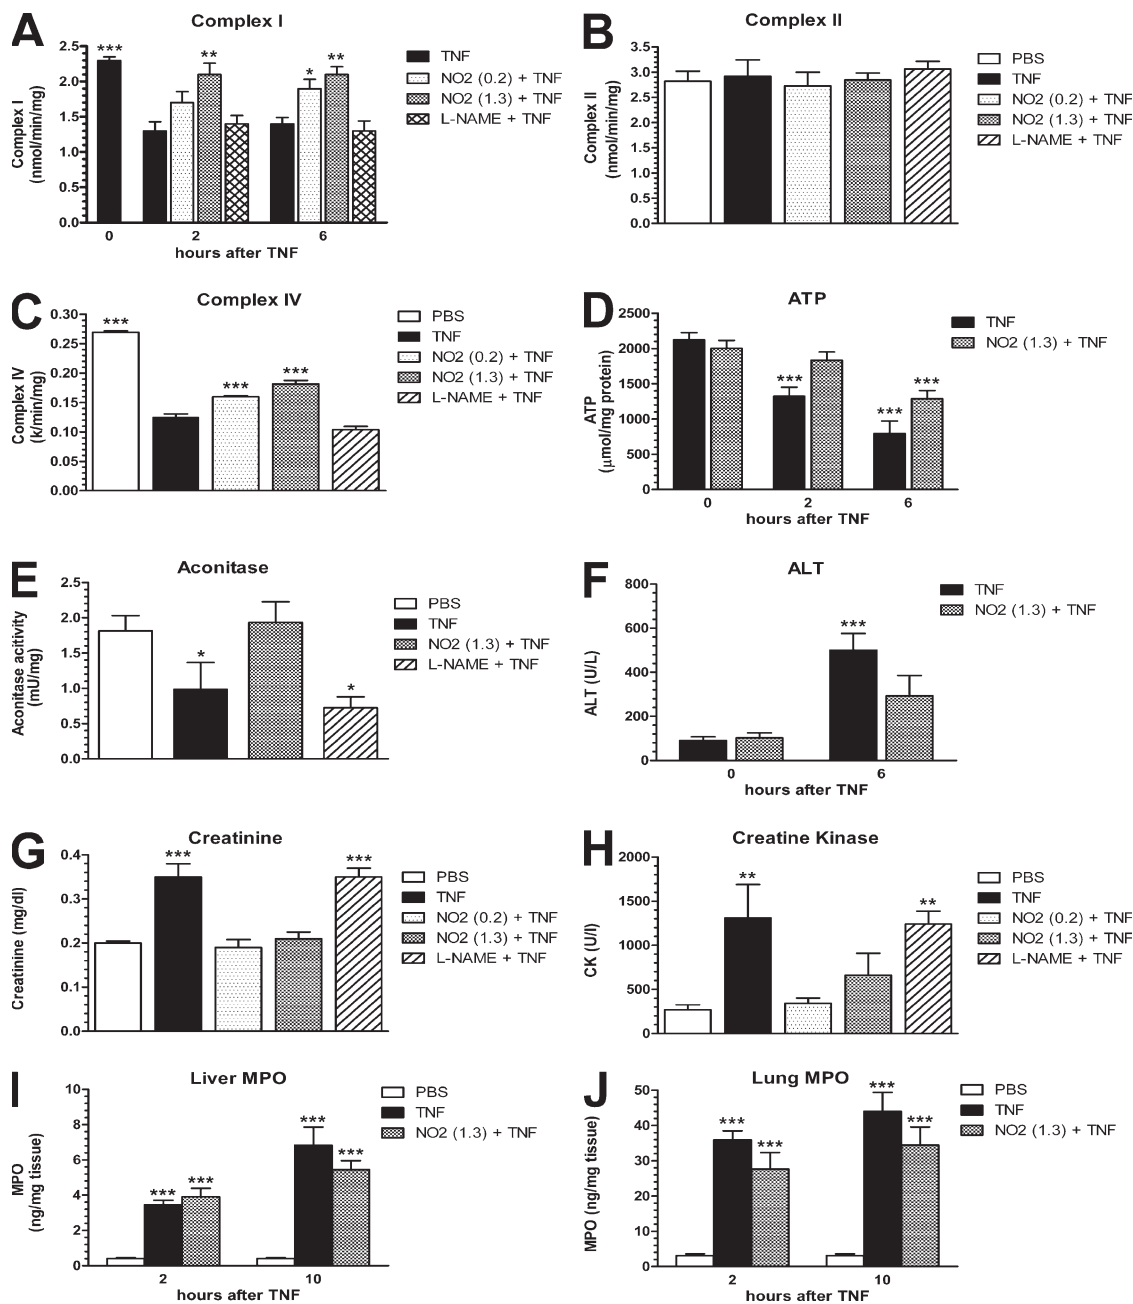 A
Complex I
Complex I
(nmol/min/mg)
2.5
2.0
1.5
1.0
0.5
0.0
***
**
*
**
0
2
6
hours after TNF
TNF
NO2 (0.2) + TNF
NO2 (1.3) + TNF
L-NAME + TNF
B
Complex II
Complex II
(nmol/min/mg)
3.5
3.0
2.5
2.0
1.5
1.0
0.5
0.0
PBS
TNF
NO2 (0.2) + TNF
NO2 (1.3) + TNF
L-NAME + TNF
C
Complex IV
Complex IV
(k/min/mg)
0.30
0.25
0.20
0.15
0.10
0.05
0.00
***
***
***
PBS
TNF
NO2 (0.2) + TNF
NO2 (1.3) + TNF
L-NAME + TNF
D
ATP
ATP
(μmol/mg protein)
2500
2000
1500
1000
500
0
***
***
***
0
2
6
hours after TNF
TNF
NO2 (1.3) + TNF
E
Aconitase
Aconitase acitivity
(mU/mg)
2.5
2.0
1.5
1.0
0.5
0.0
*
*
PBS
TNF
NO2 (1.3) + TNF
L-NAME + TNF
F
ALT
ALT (U/L)
800
600
400
200
0
***
0
6
hours after TNF
TNF
NO2 (1.3) + TNF
G
Creatinine
Creatinine (mg/dl)
0.4
0.3
0.2
0.1
0.0
***
***
PBS
TNF
NO2 (0.2) + TNF
NO2 (1.3) + TNF
L-NAME + TNF
H
Creatine Kinase
CK (U/l)
2000
1500
1000
500
0
**
**
PBS
TNF
NO2 (0.2) + TNF
NO2 (1.3) + TNF
L-NAME + TNF
I
Liver MPO
MPO
(ng/mg tissue)
10
8
6
4
2
0
***
***
***
***
2
10
hours after TNF
PBS
TNF
NO2 (1.3) + TNF
J
Lung MPO
MPO (ng/mg tissue)
50
40
30
20
10
0
***
***
***
***
2
10
hours after TNF
PBS
TNF
NO2 (1.3) + TNF